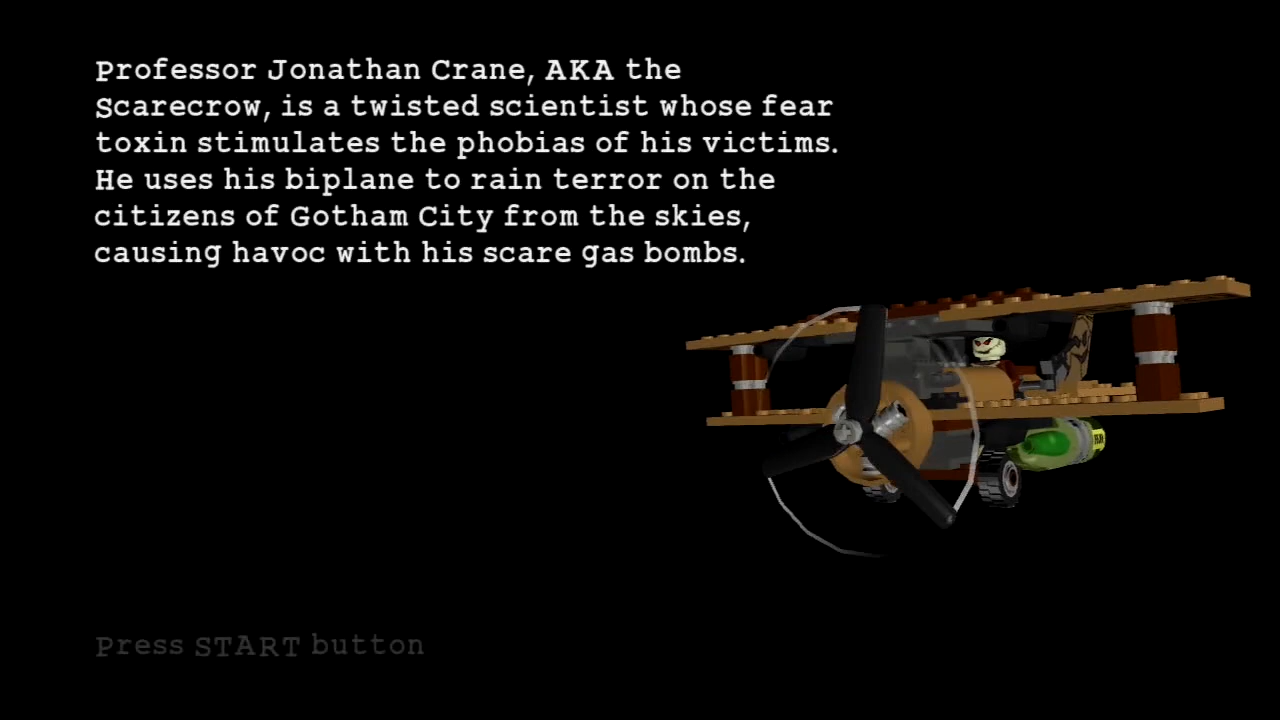 Professor Jonathan Crane, AKA the
Scarecrow, is a twisted scientist whose fear
toxin stimulates the phobias of his victims.
He uses his biplane to rain terror on the
citizens of Gotham City from the skies,
causing havoc with his scare gas bombs.
Press START button